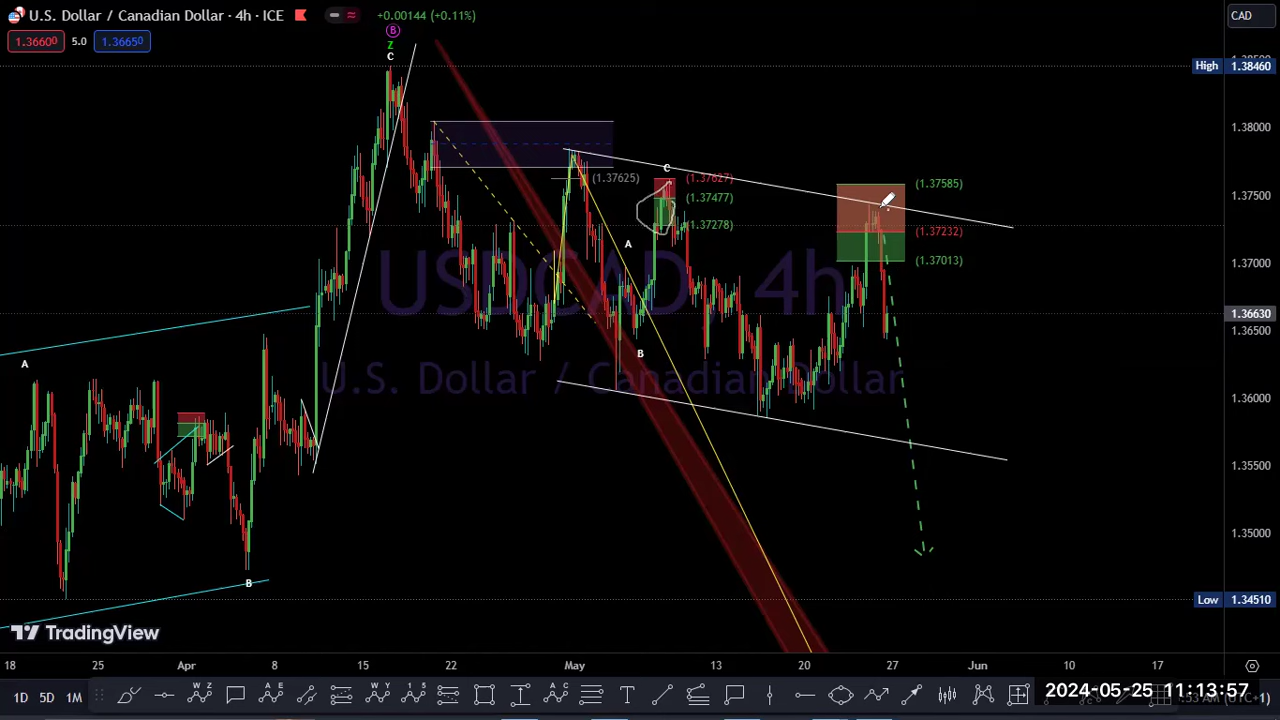 U.S. Dollar / Canadian Dollar · 4h · ICE +0.00144 (+0.11%) CAD
1.36600 5.0 1.36650
B
Z
C
High 1.38460
1.38000
C
(1.37625) (1.37627)
(1.37585)
1.37500
(1.37477)
(1.37278)
(1.37232)
A
(1.37013)
1.37000
USDCAD, 4h
1.36630
1.36500
B
A
U.S. Dollar / Canadian Dollar
1.36000
1.35500
1.35000
B
Low 1.34510
TradingView
18 25 Apr 8 15 22 May 13 20 27 Jun 10 17
1D 5D 1M
2024-05-25 11:13:57